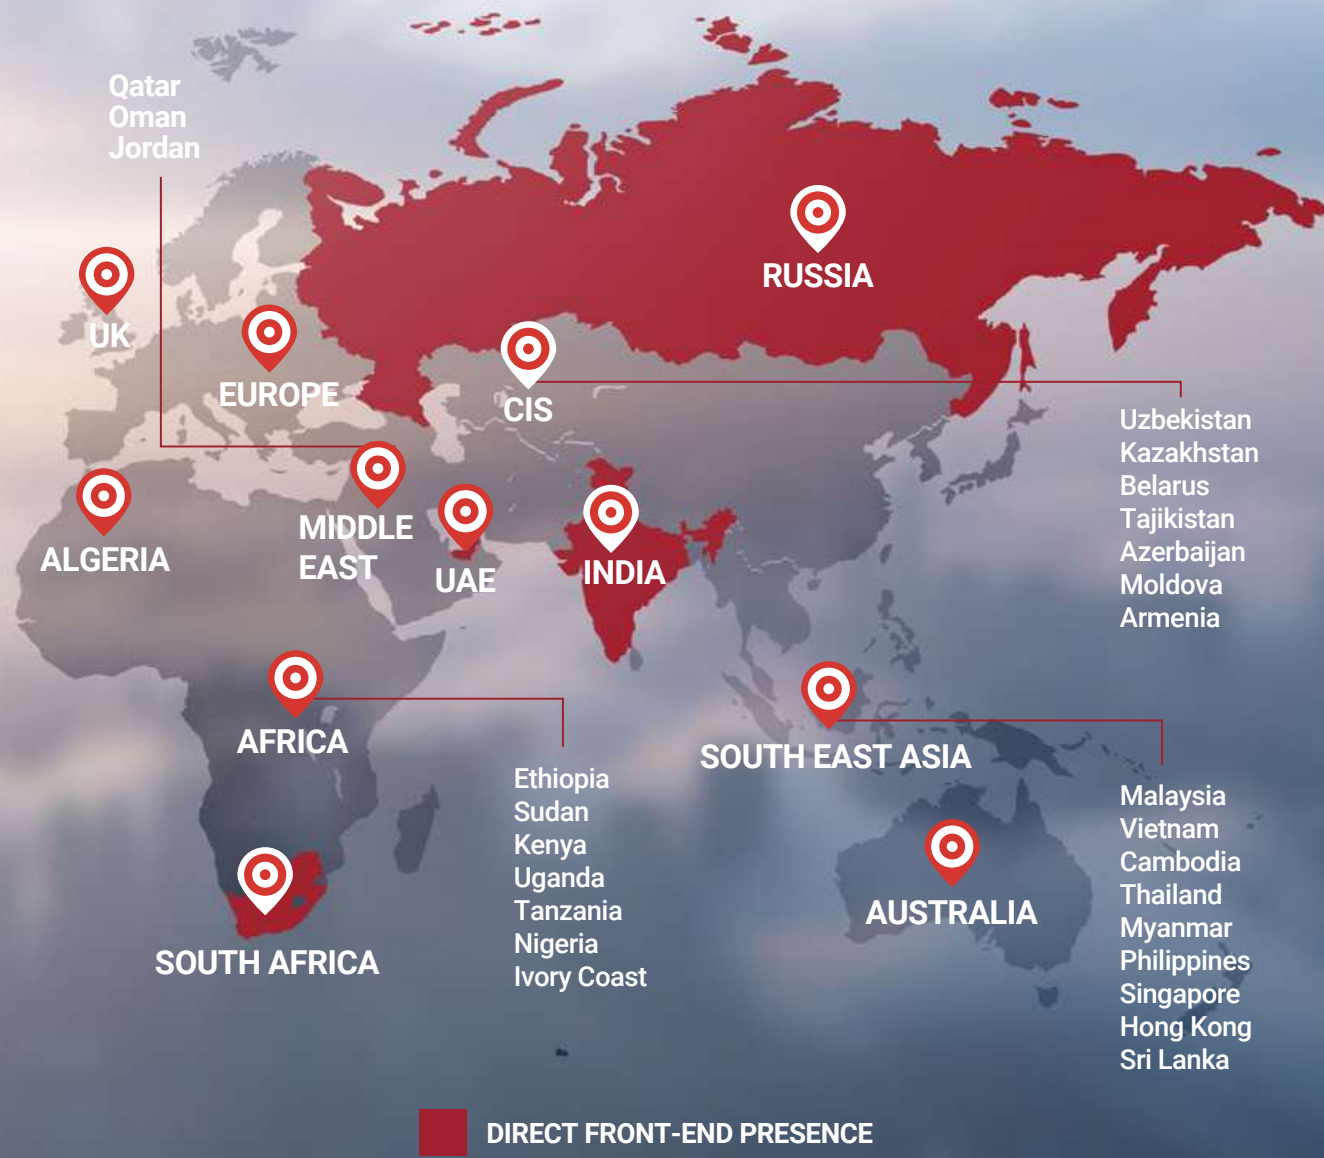 Qatar
Oman
Jordan
RUSSIA
UK
EUROPE
CIS
Uzbekistan
Kazakhstan
Belarus
Tajikistan
Azerbaijan
Moldova
Armenia
ALGERIA
MIDDLE
EAST
UAE
INDIA
AFRICA
Ethiopia
Sudan
Kenya
Uganda
Tanzania
Nigeria
Ivory Coast
SOUTH EAST ASIA
Malaysia
Vietnam
Cambodia
Thailand
Myanmar
Philippines
Singapore
Hong Kong
Sri Lanka
AUSTRALIA
SOUTH AFRICA
DIRECT FRONT-END PRESENCE